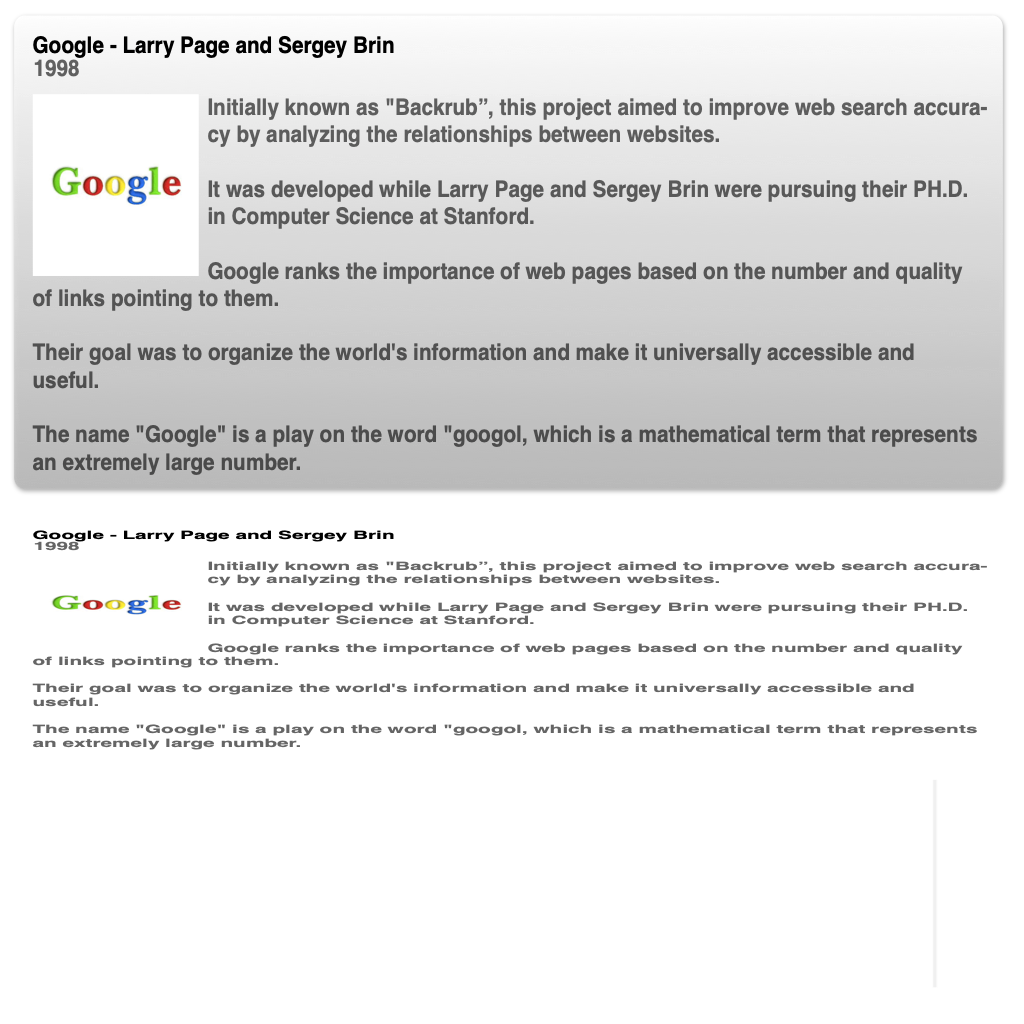 Google - Larry Page and Sergey Brin
1998
Initially known as "Backrub”, this project aimed to improve web search accura-
cy by analyzing the relationships between websites.
Google
It was developed while Larry Page and Sergey Brin were pursuing their PH.D.
in Computer Science at Stanford.
Google ranks the importance of web pages based on the number and quality
of links pointing to them.
Their goal was to organize the world's information and make it universally accessible and
useful.
The name "Google" is a play on the word "googol, which is a mathematical term that represents
an extremely large number.
Google - Larry Page and Sergey Brin
1998
Initially known as "Backrub”, this project aimed to improve web search accura-
cy by analyzing the relationships between websites.
Google
It was developed while Larry Page and Sergey Brin were pursuing their PH.D.
in Computer Science at Stanford.
Google ranks the importance of web pages based on the number and quality
of links pointing to them.
Their goal was to organize the world's information and make it universally accessible and
useful.
The name "Google" is a play on the word "googol, which is a mathematical term that represents
an extremely large number.